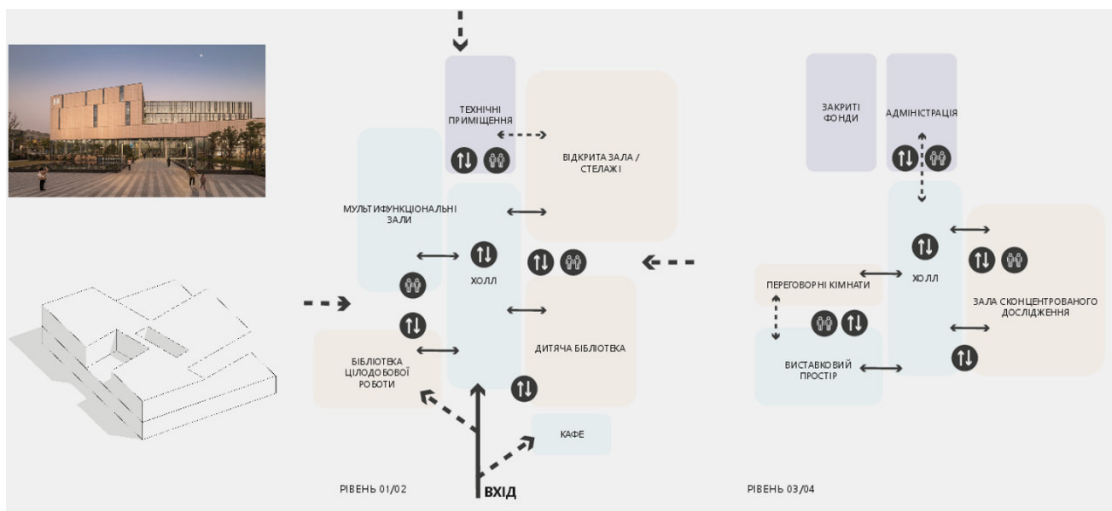 ТЕХНІЧНІ
ПРИМІЩЕННЯ
ВІДКРИТА ЗАЛА /
СТЕЛАЖІ
МУЛЬТИФУНКЦІОНАЛЬНІ
ЗАЛИ
ХОЛЛ
ДИТЯЧА БІБЛІОТЕКА
БІБЛІОТЕКА
ЦІЛОДОБОВОЇ
РОБОТИ
КАФЕ
РІВЕНЬ 01/02
ВХІД
ЗАКРИТІ
ФОНДИ
АДМІНІСТРАЦІЯ
ХОЛЛ
ПЕРЕГОВОРНІ КІМНАТИ
ЗАЛА СКОНЦЕНТРОВАНОГО
ДОСЛІДЖЕННЯ
ВИСТАВКОВИЙ
ПРОСТІР
РІВЕНЬ 03/04